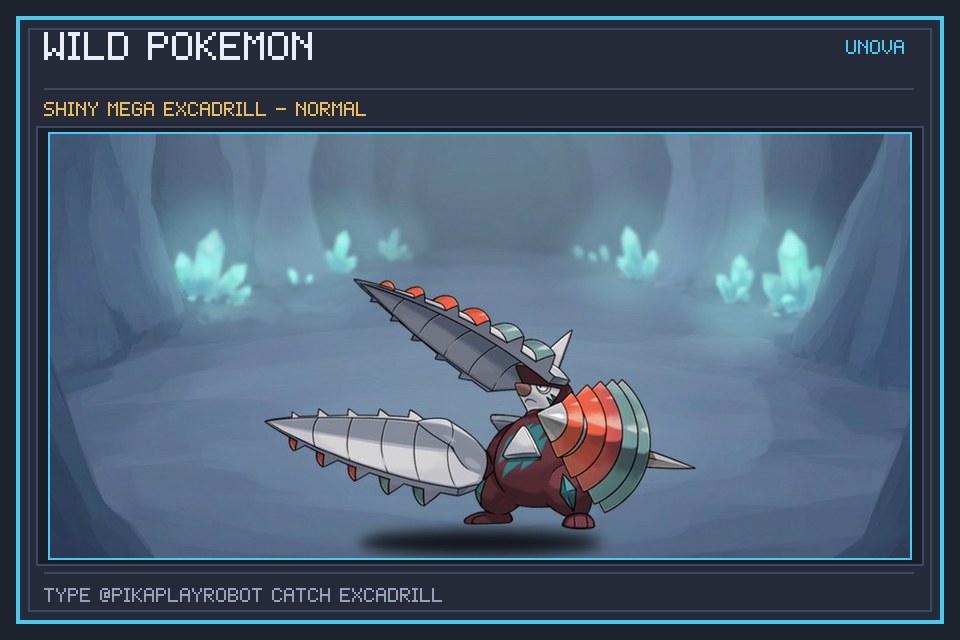 WILD POKEMON
UNOVA
SHINY MEGA EXCADRILL - NORMAL
TYPE @PIKAPLAYROBOT CATCH EXCADRILL